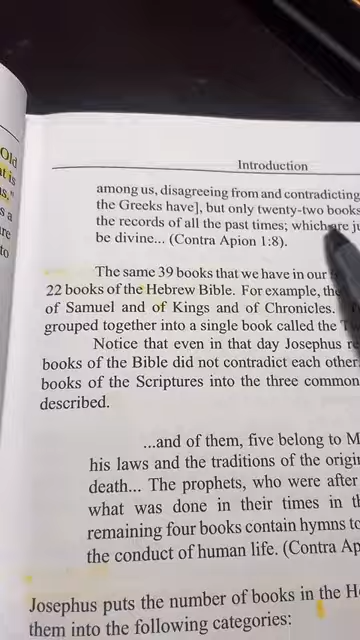 Old
Introduction
among us, disagreeing from and contradicting
the Greeks have], but only twenty-two books
the records of all the past times; which are
be divine... (Contra Apion 1:8).
The same 39 books that we have in our
22 books of the Hebrew Bible. For example, the
of Samuel and of Kings and of Chronicles.
grouped together into a single book called the
Notice that even in that day Josephus
books of the Bible did not contradict each other
books of the Scriptures into the three common
described.
...and of them, five belong to M
his laws and the traditions of the origi
death... The prophets, who were after
what was done in their times in
remaining four books contain hymns to
the conduct of human life. (Contra Ap
Josephus puts the number of books in the He
them into the following categories: